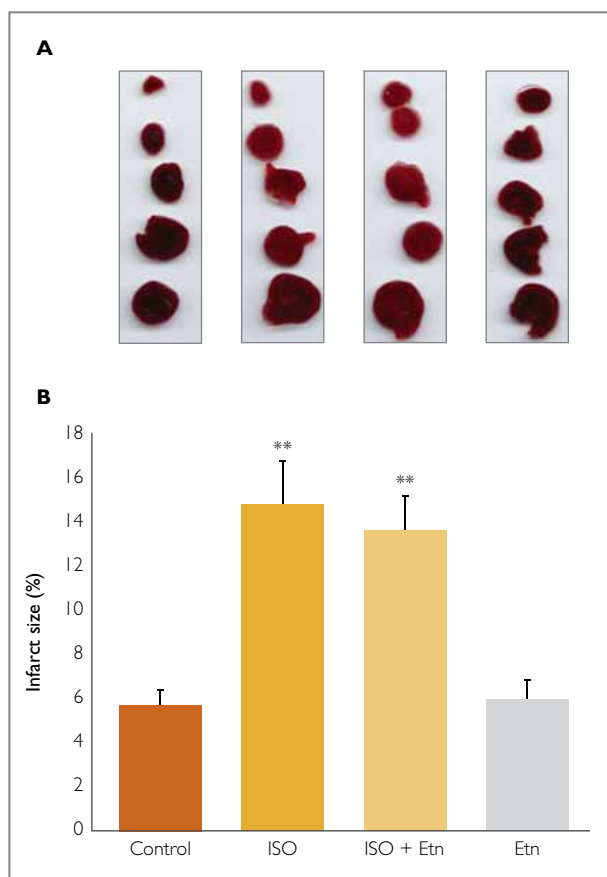 A
B
Infarct size (%)
18
16
14
12
10
8
6
4
2
0
** 
**
Control
ISO
ISO + Etn
Etn